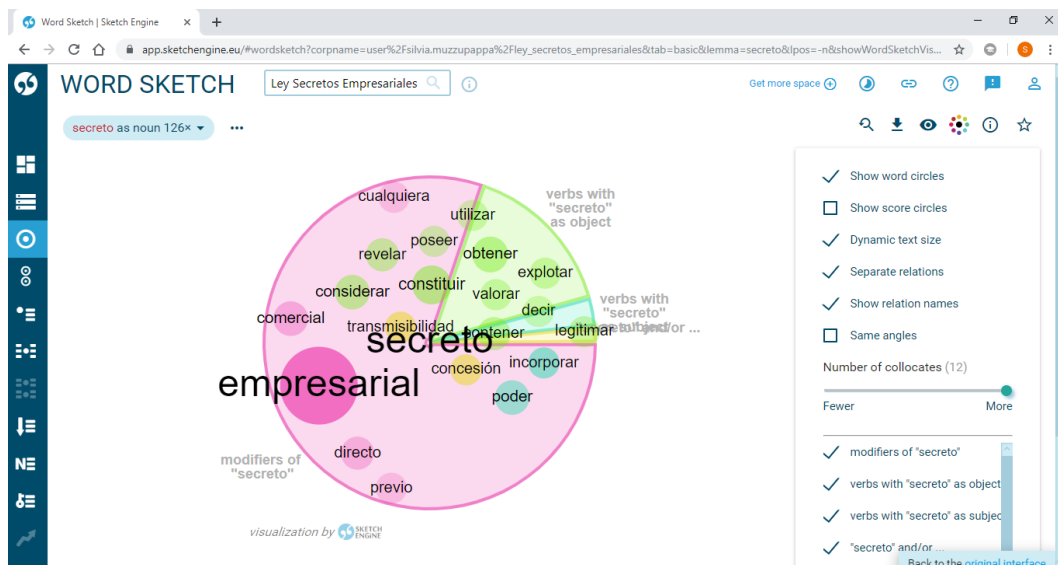 Word Sketch | Sketch Engine
app.sketchengine.eu/#wordsketch?corpname=user%2Fsilvia.muzzupappa%2Fley_secretos_empresariales&tab=basic&lemma=secreto&lpos=-n&showWordSketchVis...
S
WORD SKETCH
Ley Secretos Empresariales
Get more space
secreto as noun 126×
Show word circles
Show score circles
Dynamic text size
Separate relations
Show relation names
Same angles
Number of collocates (12)
Fewer
More
modifiers of "secreto"
verbs with "secreto" as object
verbs with "secreto" as subjec
"secreto" and/or ...
Back to the original interface
cualquiera
verbs with
"secreto"
as object
utilizar
poseer
revelar
obtener
explotar
considerar
constituir
valorar
decir
verbs with
"secreto"
as subject
and/or ...
comercial
transmisibilidad
contener
legitimar
secreto
concesión
incorporar
empresarial
poder
directo
modifiers of
"secreto"
previo
visualization by SKETCH
ENGINE